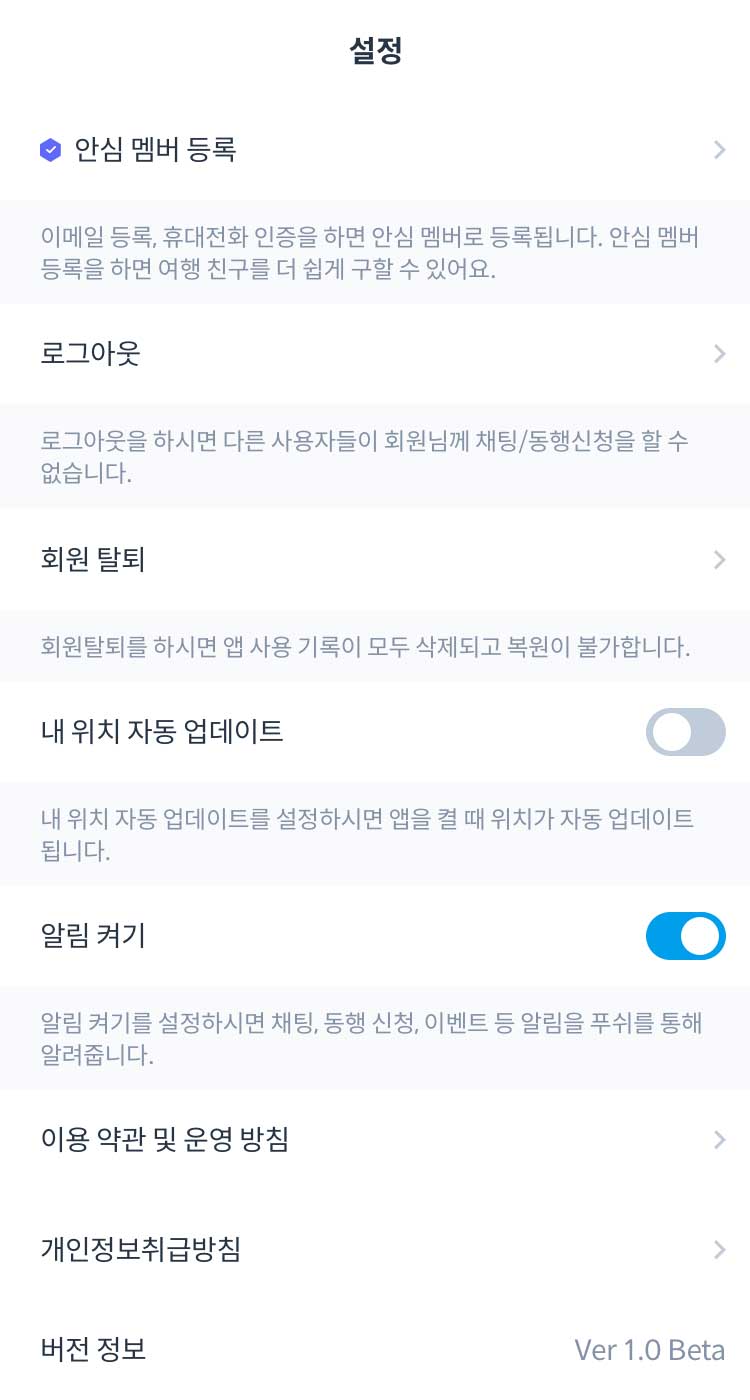 설정
안심 멤버 등록
이메일 등록, 휴대전화 인증을 하면 안심 멤버로 등록됩니다. 안심 멤버
등록을 하면 여행 친구를 더 쉽게 구할 수 있어요.
로그아웃
로그아웃을 하시면 다른 사용자들이 회원님께 채팅/동행신청을 할 수
없습니다.
회원 탈퇴
회원탈퇴를 하시면 앱 사용 기록이 모두 삭제되고 복원이 불가합니다.
내 위치 자동 업데이트
내 위치 자동 업데이트를 설정하시면 앱을 켤 때 위치가 자동 업데이트
됩니다.
알림 켜기
알림 켜기를 설정하시면 채팅, 동행 신청, 이벤트 등 알림을 푸쉬를 통해
알려줍니다.
이용 약관 및 운영 방침
개인정보취급방침
버전 정보 Ver 1.0 Beta